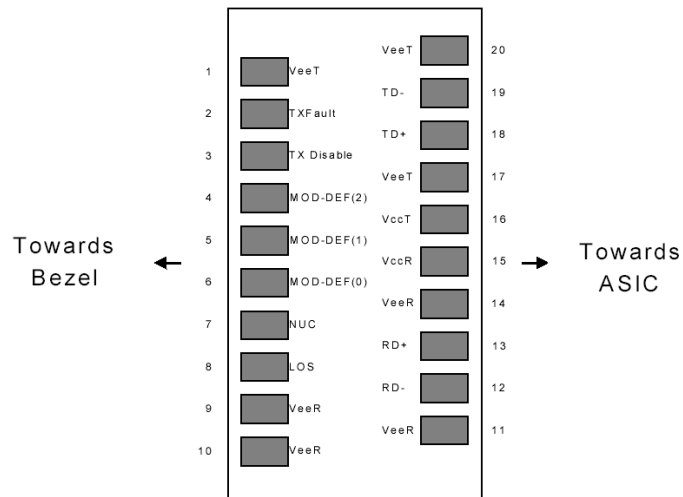 VeeT 20
1 VeeT
TD- 19
2 TXFault
TD+ 18
3 TX Disable
VeeT 17
4 MOD-DEF(2)
VccT 16
5 MOD-DEF(1)
Towards
Bezel
VccR 15
Towards
ASIC
6 MOD-DEF(0)
VeeR 14
7 NUC
RD+ 13
8 LOS
RD- 12
9 VeeR
VeeR 11
10 VeeR